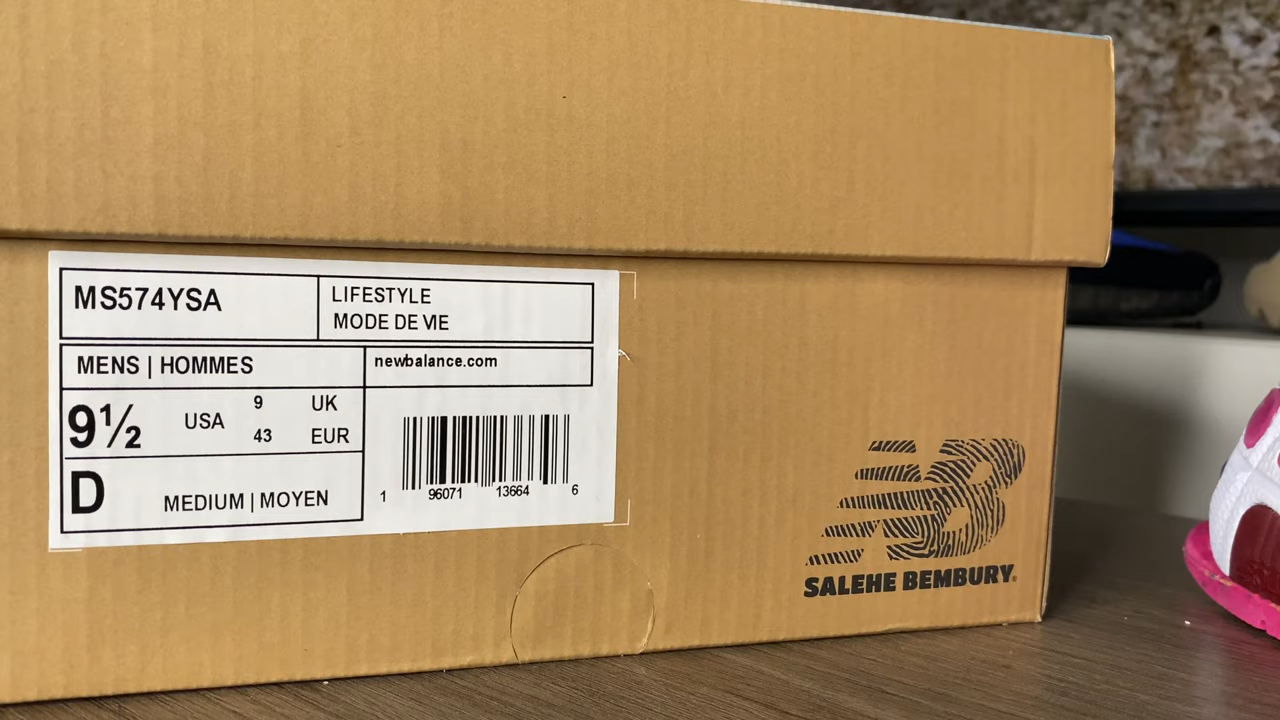 MS574YSA
LIFESTYLE
MODE DE VIE
MENS | HOMMES
newbalance.com
9½ USA 9 UK
43 EUR
D MEDIUM | MOYEN
1 96071 13664 6
NB
SALEHE BEMBURY